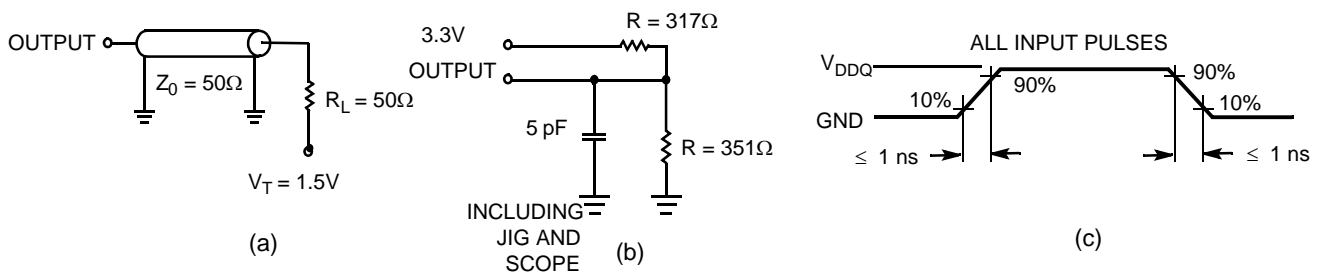 OUTPUT
Z0 = 50Ω
RL = 50Ω
VT = 1.5V
(a)
R = 317Ω
3.3V
OUTPUT
5 pF
R = 351Ω
INCLUDING
JIG AND
SCOPE
(b)
ALL INPUT PULSES
VDDQ
GND
10%
90%
90%
10%
≤ 1 ns
≤ 1 ns
(c)